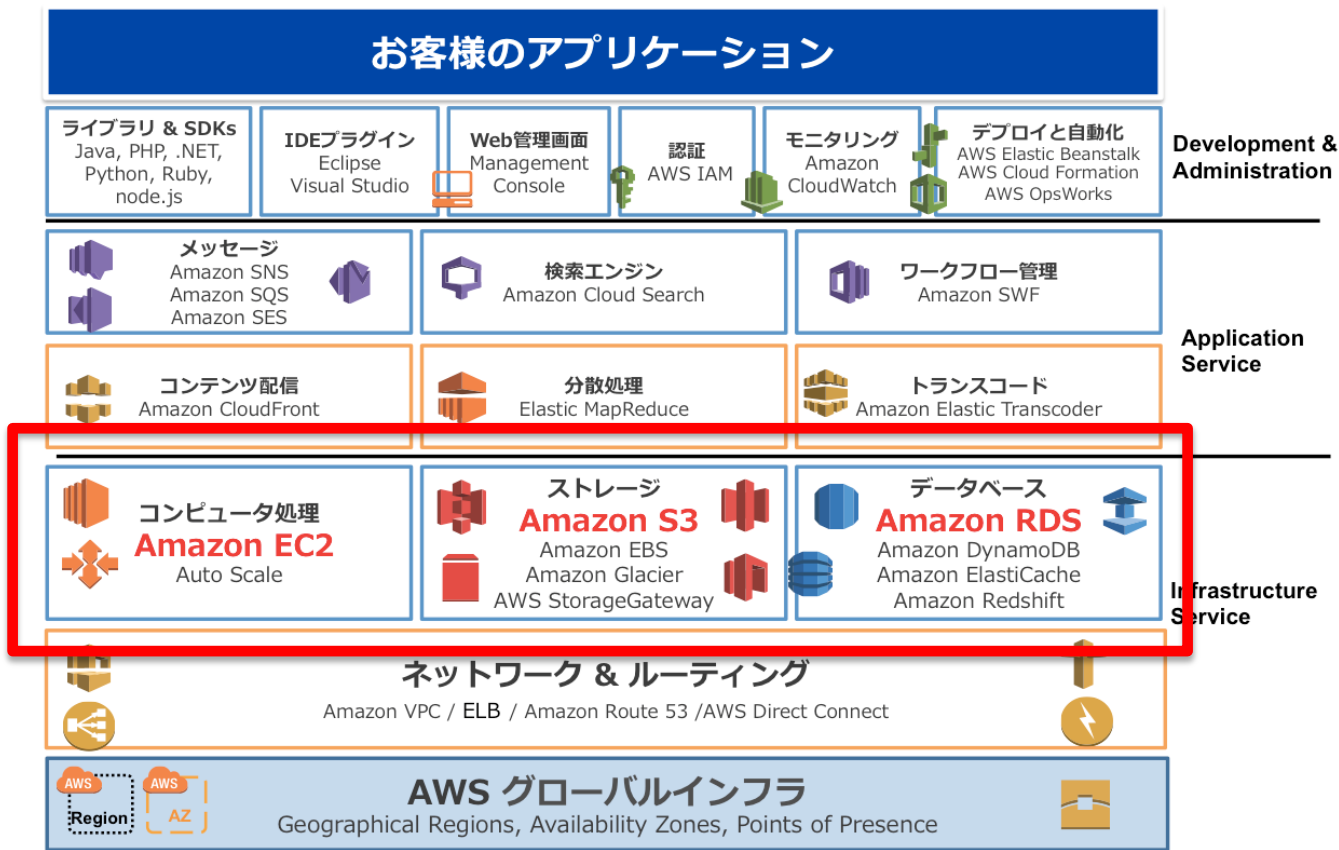 お客様のアプリケーション
ライブラリ & SDKs
Java, PHP, .NET,
Python, Ruby,
node.js
IDEプラグイン
Eclipse
Visual Studio
Web管理画面
Management
Console
認証
AWS IAM
モニタリング
Amazon
CloudWatch
デプロイと自動化
AWS Elastic Beanstalk
AWS Cloud Formation
AWS OpsWorks
Development &
Administration
メッセージ
Amazon SNS
Amazon SQS
Amazon SES
検索エンジン
Amazon Cloud Search
ワークフロー管理
Amazon SWF
Application
Service
コンテンツ配信
Amazon CloudFront
分散処理
Elastic MapReduce
トランスコード
Amazon Elastic Transcoder
コンピュータ処理
Amazon EC2
Auto Scale
ストレージ
Amazon S3
Amazon EBS
Amazon Glacier
AWS StorageGateway
データベース
Amazon RDS
Amazon DynamoDB
Amazon ElastiCache
Amazon Redshift
Infrastructure
Service
ネットワーク & ルーティング
Amazon VPC / ELB / Amazon Route 53 /AWS Direct Connect
AWS
Region
AWS
AZ
AWS グローバルインフラ
Geographical Regions, Availability Zones, Points of Presence